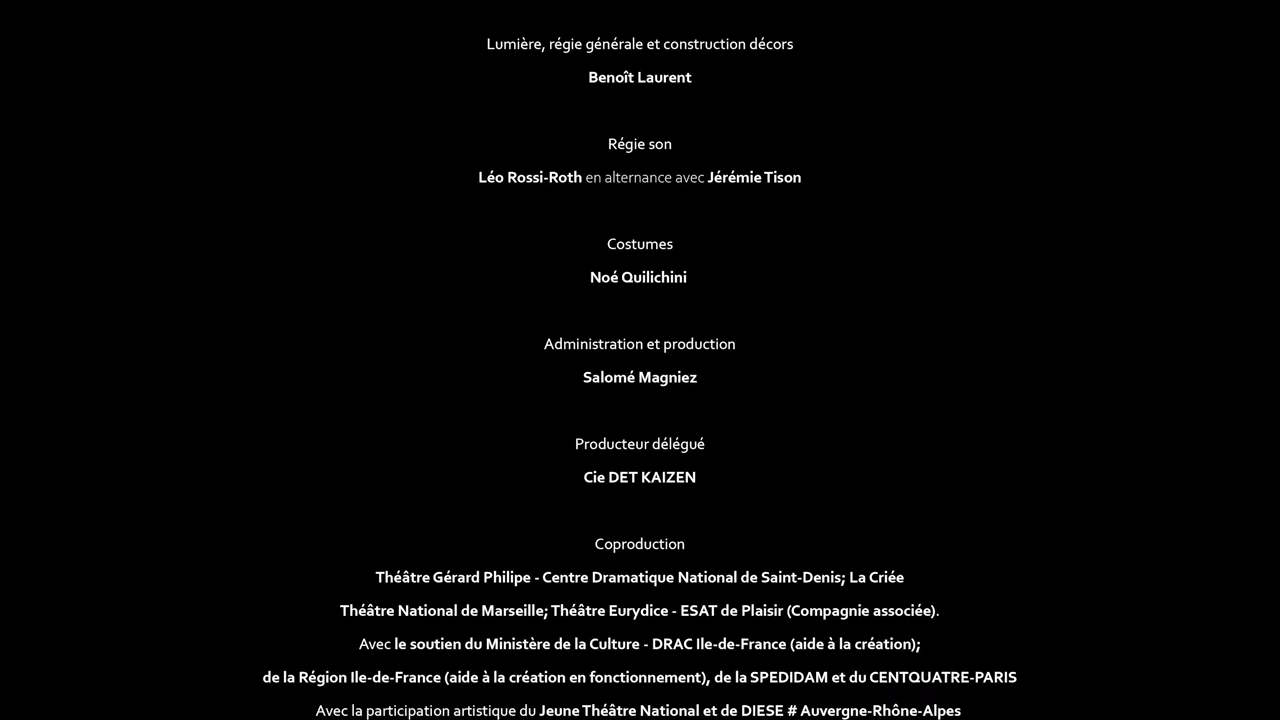 Lumière, régie générale et construction décors
Benoît Laurent
Régie son
Léo Rossi-Roth en alternance avec Jérémie Tison
Costumes
Noé Quilichini
Administration et production
Salomé Magniez
Producteur délégué
Cie DET KAIZEN
Coproduction
Théâtre Gérard Philipe - Centre Dramatique National de Saint-Denis; La Criée
Théâtre National de Marseille; Théâtre Eurydice - ESAT de Plaisir (Compagnie associée).
Avec le soutien du Ministère de la Culture - DRAC Ile-de-France (aide à la création);
de la Région Ile-de-France (aide à la création en fonctionnement), de la SPEDIDAM et du CENTQUATRE-PARIS
Avec la participation artistique du Jeune Théâtre National et de DIESE # Auvergne-Rhône-Alpes